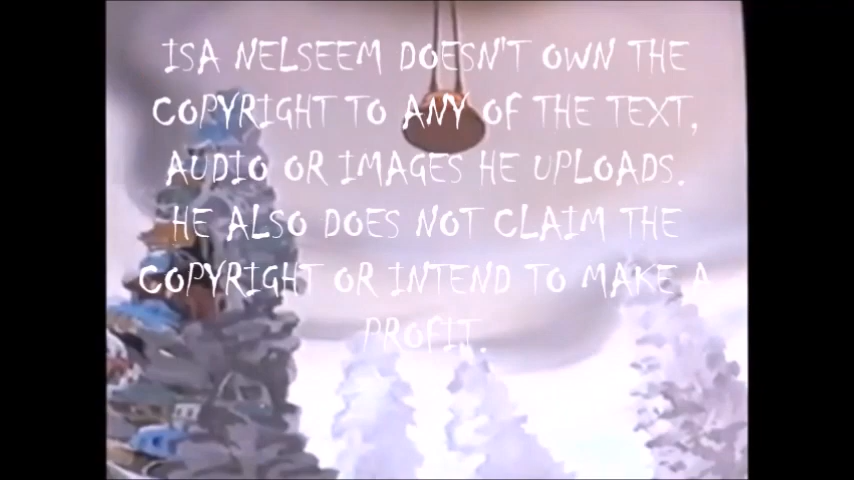 ISA NELSEEM DOESN'T OWN THE
COPYRIGHT TO ANY OF THE TEXT,
AUDIO OR IMAGES HE UPLOADS.
HE ALSO DOES NOT CLAIM THE
COPYRIGHT OR INTEND TO MAKE A
PROFIT.